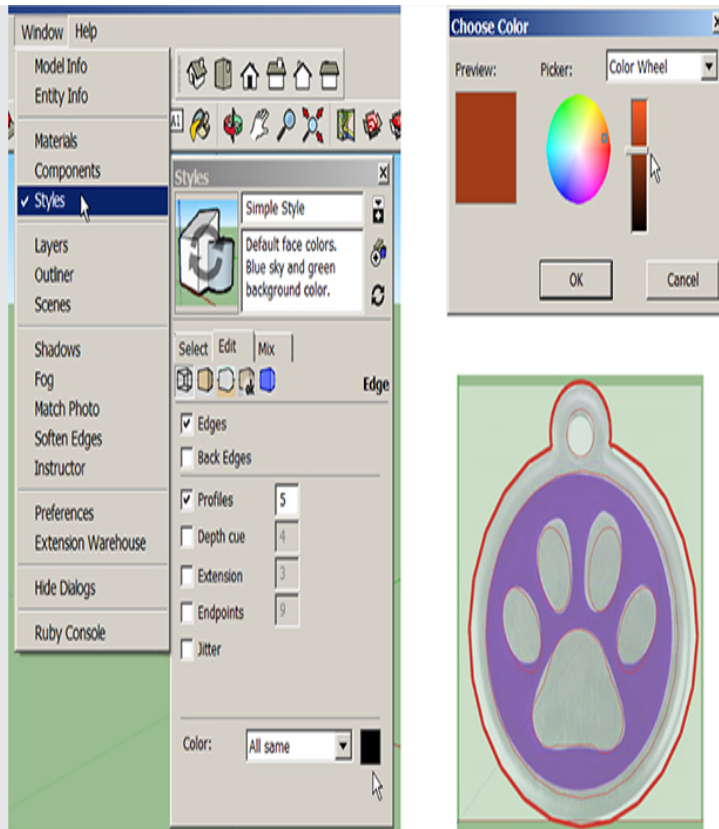 Window Help
Model Info
Entity Info
Materials
Components
✓ Styles
Layers
Outliner
Scenes
Shadows
Fog
Match Photo
Soften Edges
Instructor
Preferences
Extension Warehouse
Hide Dialogs
Ruby Console
A1
Styles
Simple Style
Default face colors.
Blue sky and green
background color.
Select Edit Mix
Edge
Edges
Back Edges
Profiles 5
Depth cue 4
Extension 3
Endpoints 9
Jitter
Color: All same
Choose Color
Preview: Picker: Color Wheel
OK Cancel